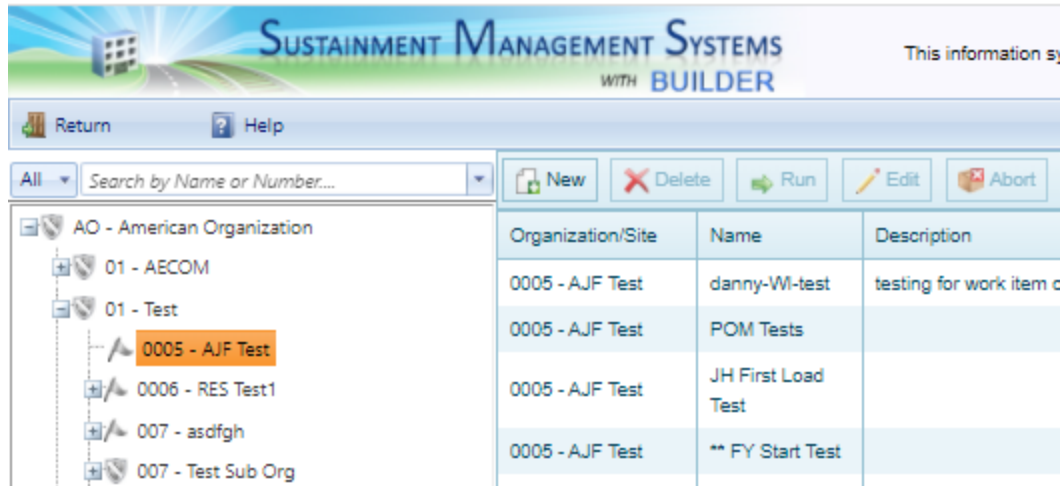 SUSTAINMENT MANAGEMENT SYSTEMS
WITH BUILDER
This information
Return
Help
All
Search by Name or Number....
New
Delete
Run
Edit
Abort
AO - American Organization
01 - AECOM
01 - Test
0005 - AJF Test
0006 - RES Test1
007 - asdfgh
007 - Test Sub Org
Organization/Site
Name
Description
0005 - AJF Test
danny-WI-test
testing for work item
0005 - AJF Test
POM Tests
0005 - AJF Test
JH First Load
Test
0005 - AJF Test
** FY Start Test